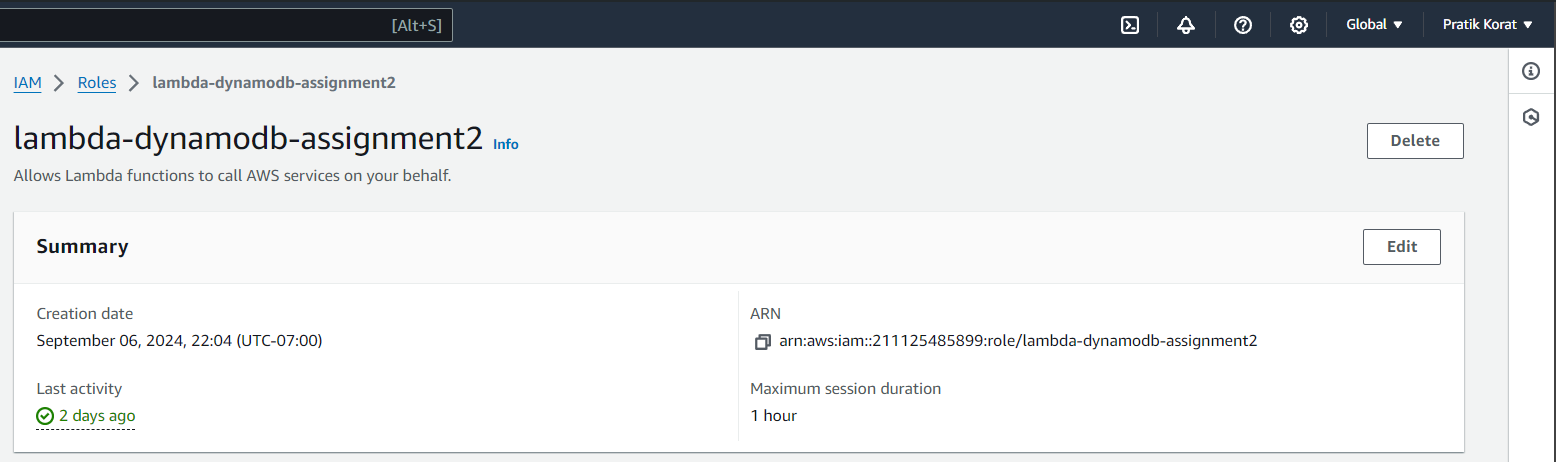 [Alt+S] Global Pratik Korat
IAM Roles lambda-dynamodb-assignment2
lambda-dynamodb-assignment2 Info
Delete
Allows Lambda functions to call AWS services on your behalf.
Summary
Edit
Creation date
September 06, 2024, 22:04 (UTC-07:00)
ARN
arn:aws:iam::211125485899:role/lambda-dynamodb-assignment2
Last activity
2 days ago
Maximum session duration
1 hour